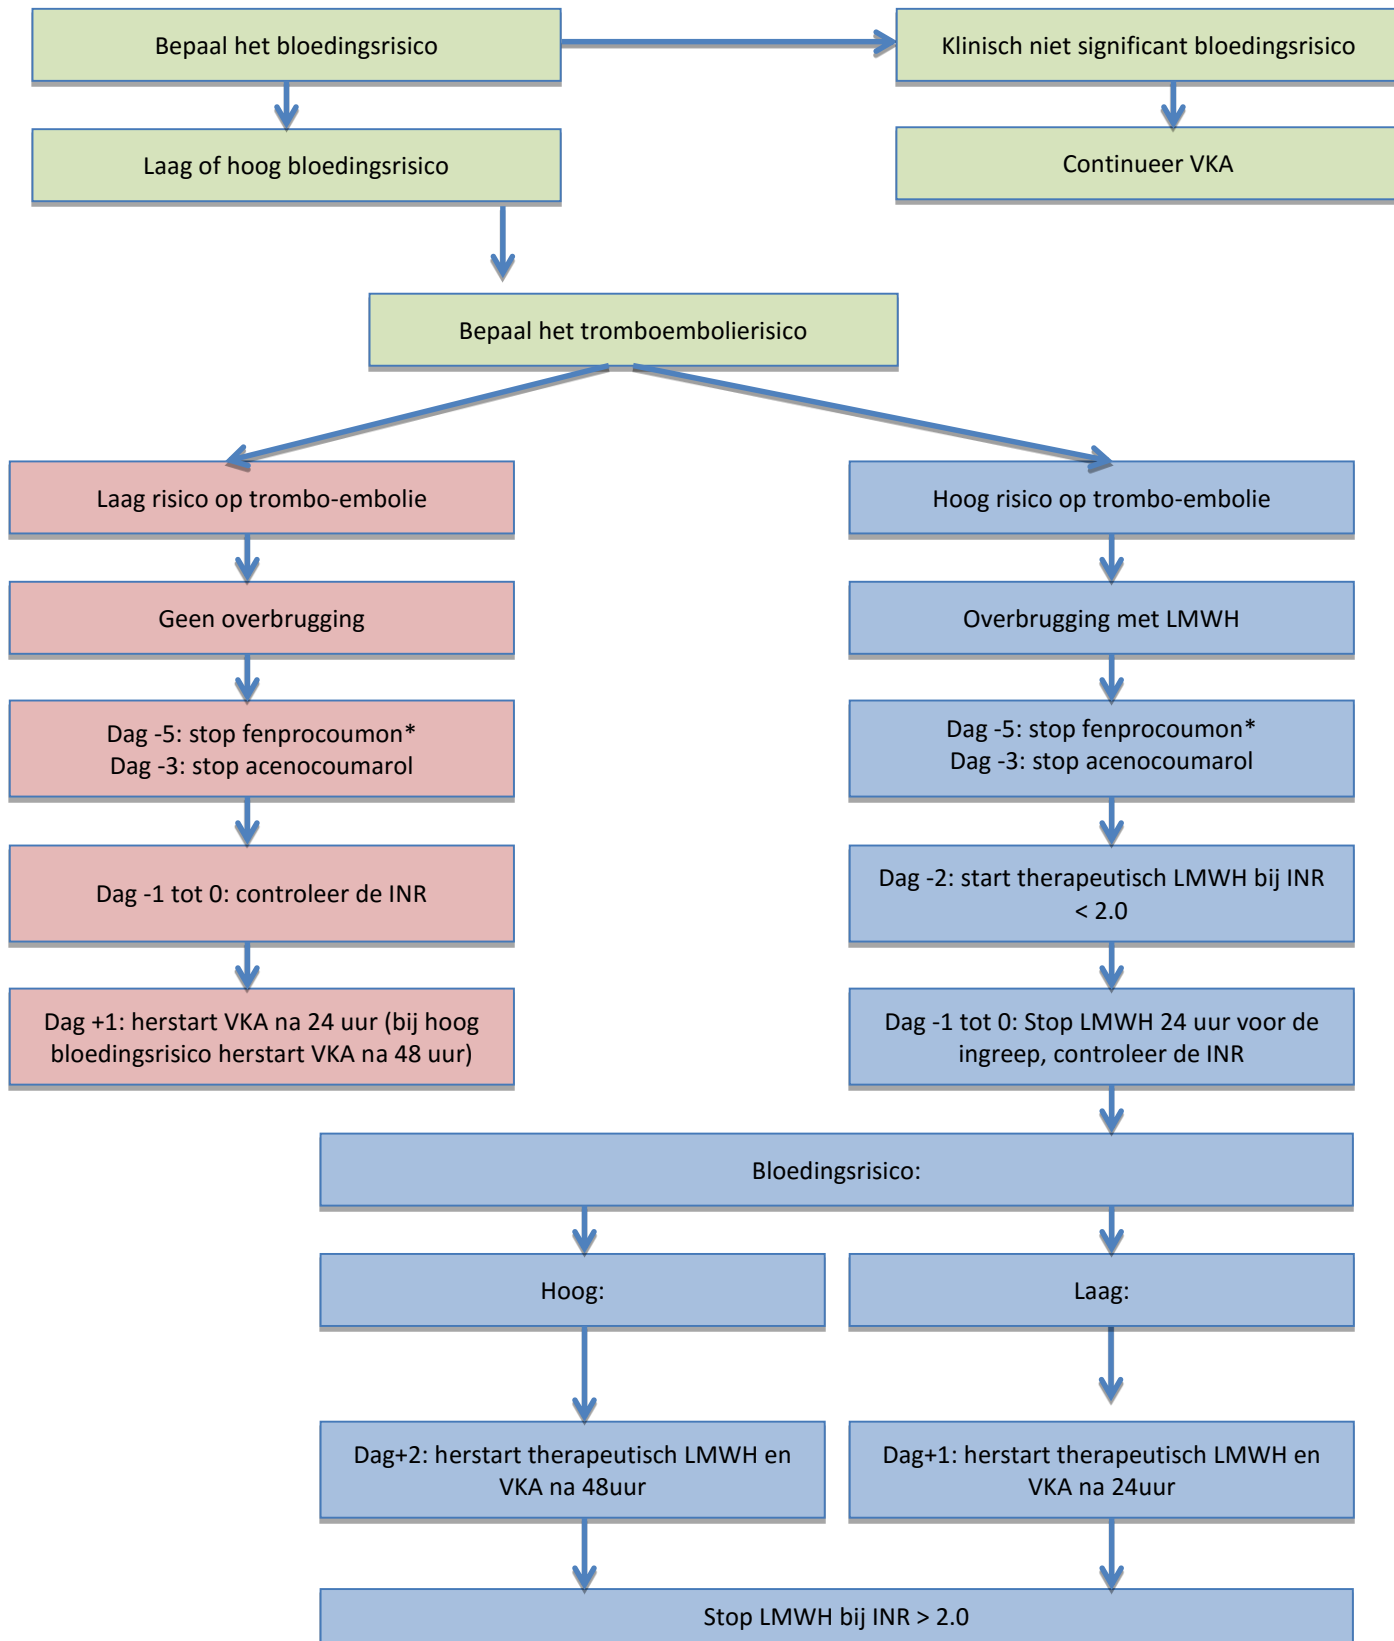 Bepaal het bloedingsrisico
Klinisch niet significant bloedingsrisico
Laag of hoog bloedingsrisico
Continueer VKA
Bepaal het tromboembolierisico
Laag risico op trombo-embolie
Hoog risico op trombo-embolie
Geen overbrugging
Overbrugging met LMWH
Dag -5: stop fenprocoumon*
Dag -3: stop acenocoumarol
Dag -5: stop fenprocoumon*
Dag -3: stop acenocoumarol
Dag -1 tot 0: controleer de INR
Dag -2: start therapeutisch LMWH bij INR
< 2.0
Dag +1: herstart VKA na 24 uur (bij hoog
bloedingsrisico herstart VKA na 48 uur)
Dag -1 tot 0: Stop LMWH 24 uur voor de
ingreep, controleer de INR
Bloedingsrisico:
Hoog:
Laag:
Dag+2: herstart therapeutisch LMWH en
VKA na 48uur
Dag+1: herstart therapeutisch LMWH en
VKA na 24uur
Stop LMWH bij INR > 2.0